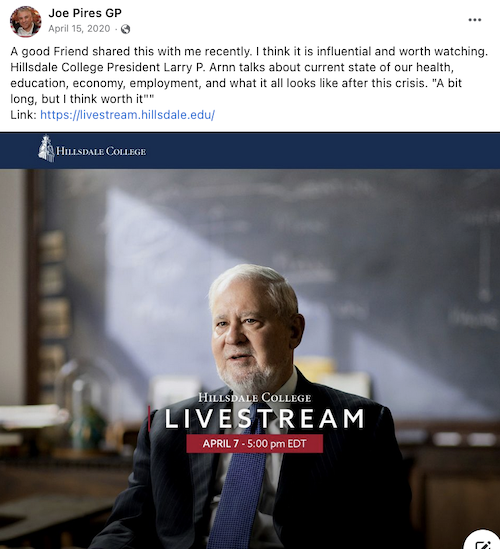 Joe Pires GP
April 15, 2020 ·
A good Friend shared this with me recently. I think it is influential and worth watching.
Hillsdale College President Larry P. Arnn talks about current state of our health,
education, economy, employment, and what it all looks like after this crisis. "A bit
long, but I think worth it""
Link: https://livestream.hillsdale.edu/
HILLSDALE COLLEGE
HILLSDALE COLLEGE
LIVESTREAM
APRIL 7 - 5:00 pm EDT